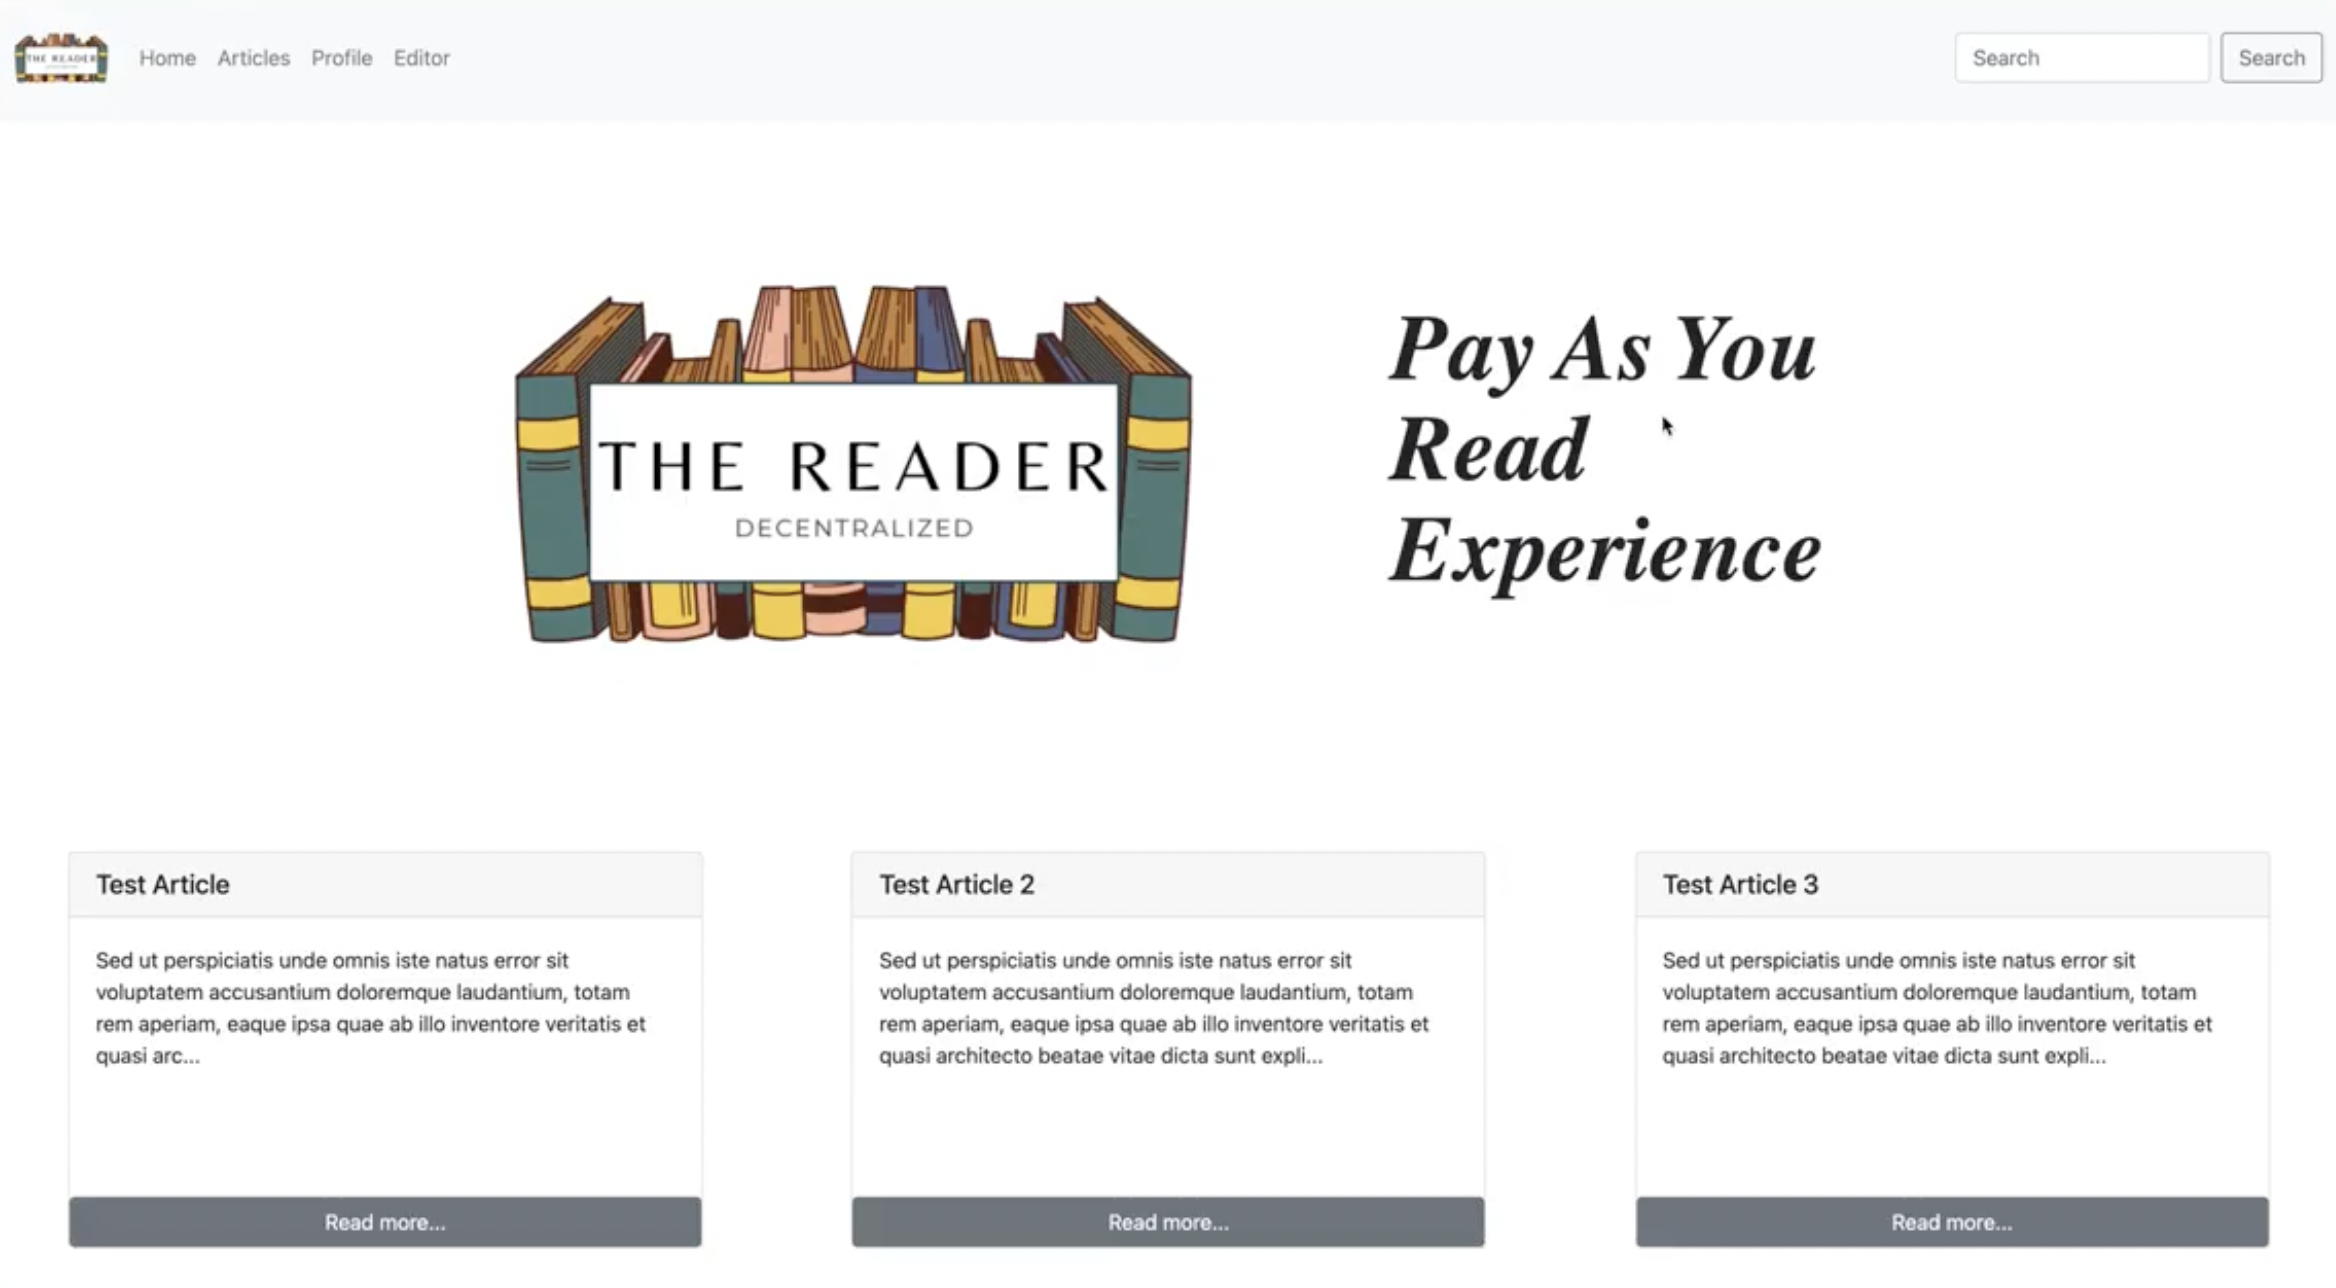 THE READER
Home Articles Profile Editor
Search Search
THE READER
DECENTRALIZED
Pay As You
Read
Experience
Test Article
Sed ut perspiciatis unde omnis iste natus error sit
voluptatem accusantium doloremque laudantium, totam
rem aperiam, eaque ipsa quae ab illo inventore veritatis et
quasi arc...
Read more...
Test Article 2
Sed ut perspiciatis unde omnis iste natus error sit
voluptatem accusantium doloremque laudantium, totam
rem aperiam, eaque ipsa quae ab illo inventore veritatis et
quasi architecto beatae vitae dicta sunt expli...
Read more...
Test Article 3
Sed ut perspiciatis unde omnis iste natus error sit
voluptatem accusantium doloremque laudantium, totam
rem aperiam, eaque ipsa quae ab illo inventore veritatis et
quasi architecto beatae vitae dicta sunt expli...
Read more...